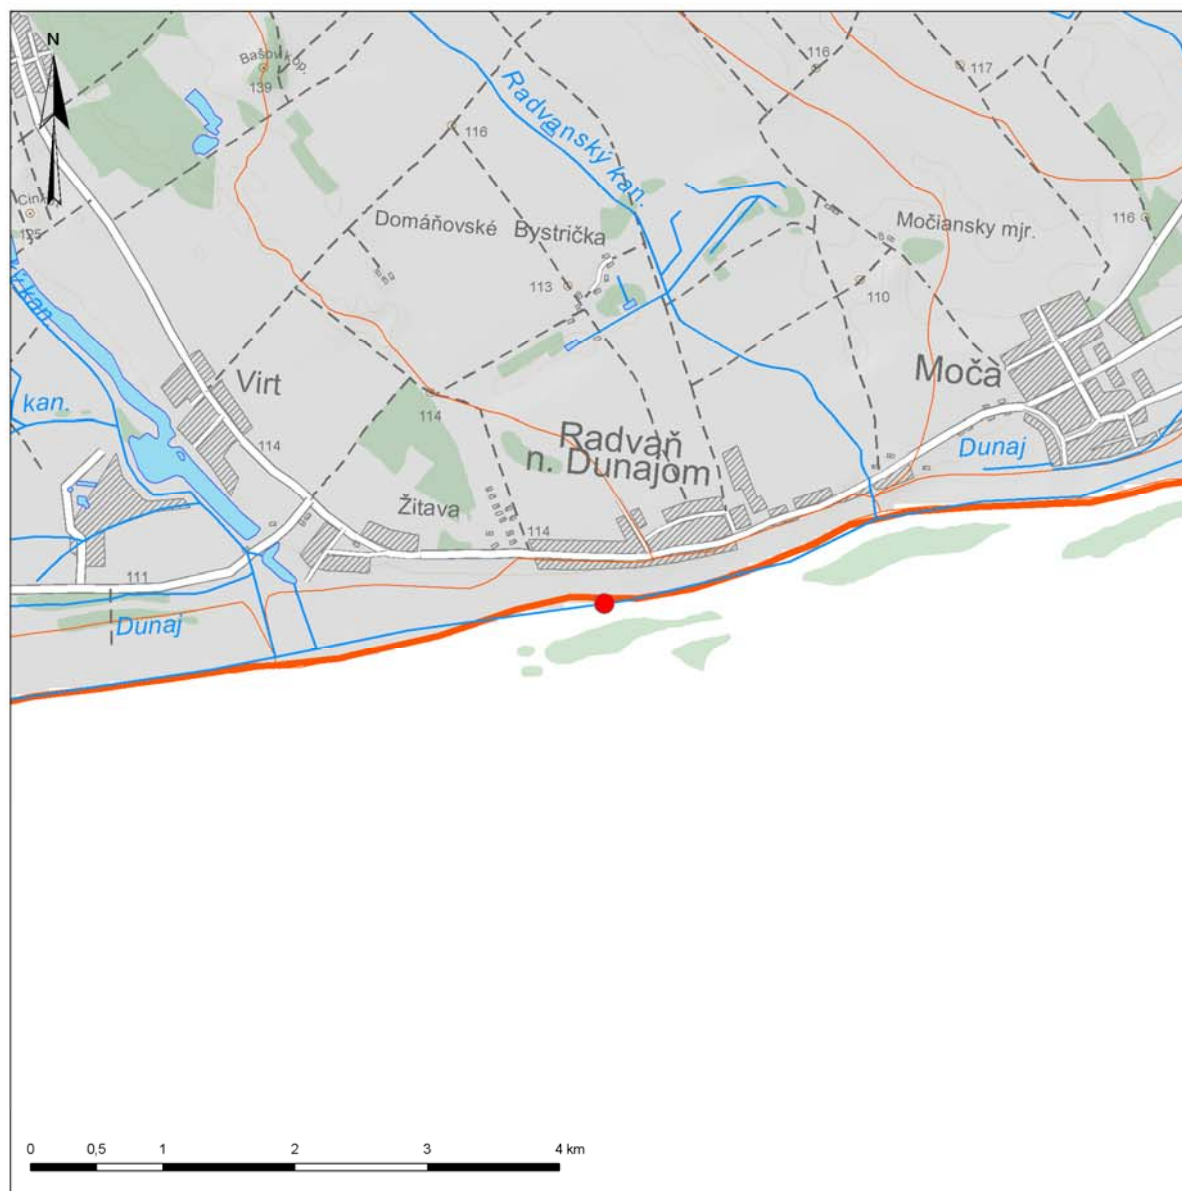 N
Bašov kop.
139
116
116
117
Radvanský kan.
Cink
125
Domáňovské
Bystrička
Močiansky mjr.
116
113
110
kan.
Virt
Moča
kan.
114
114
Radvaň
n. Dunajom
Dunaj
Žitava
114
111
Dunaj
0
0,5
1
2
3
4 km